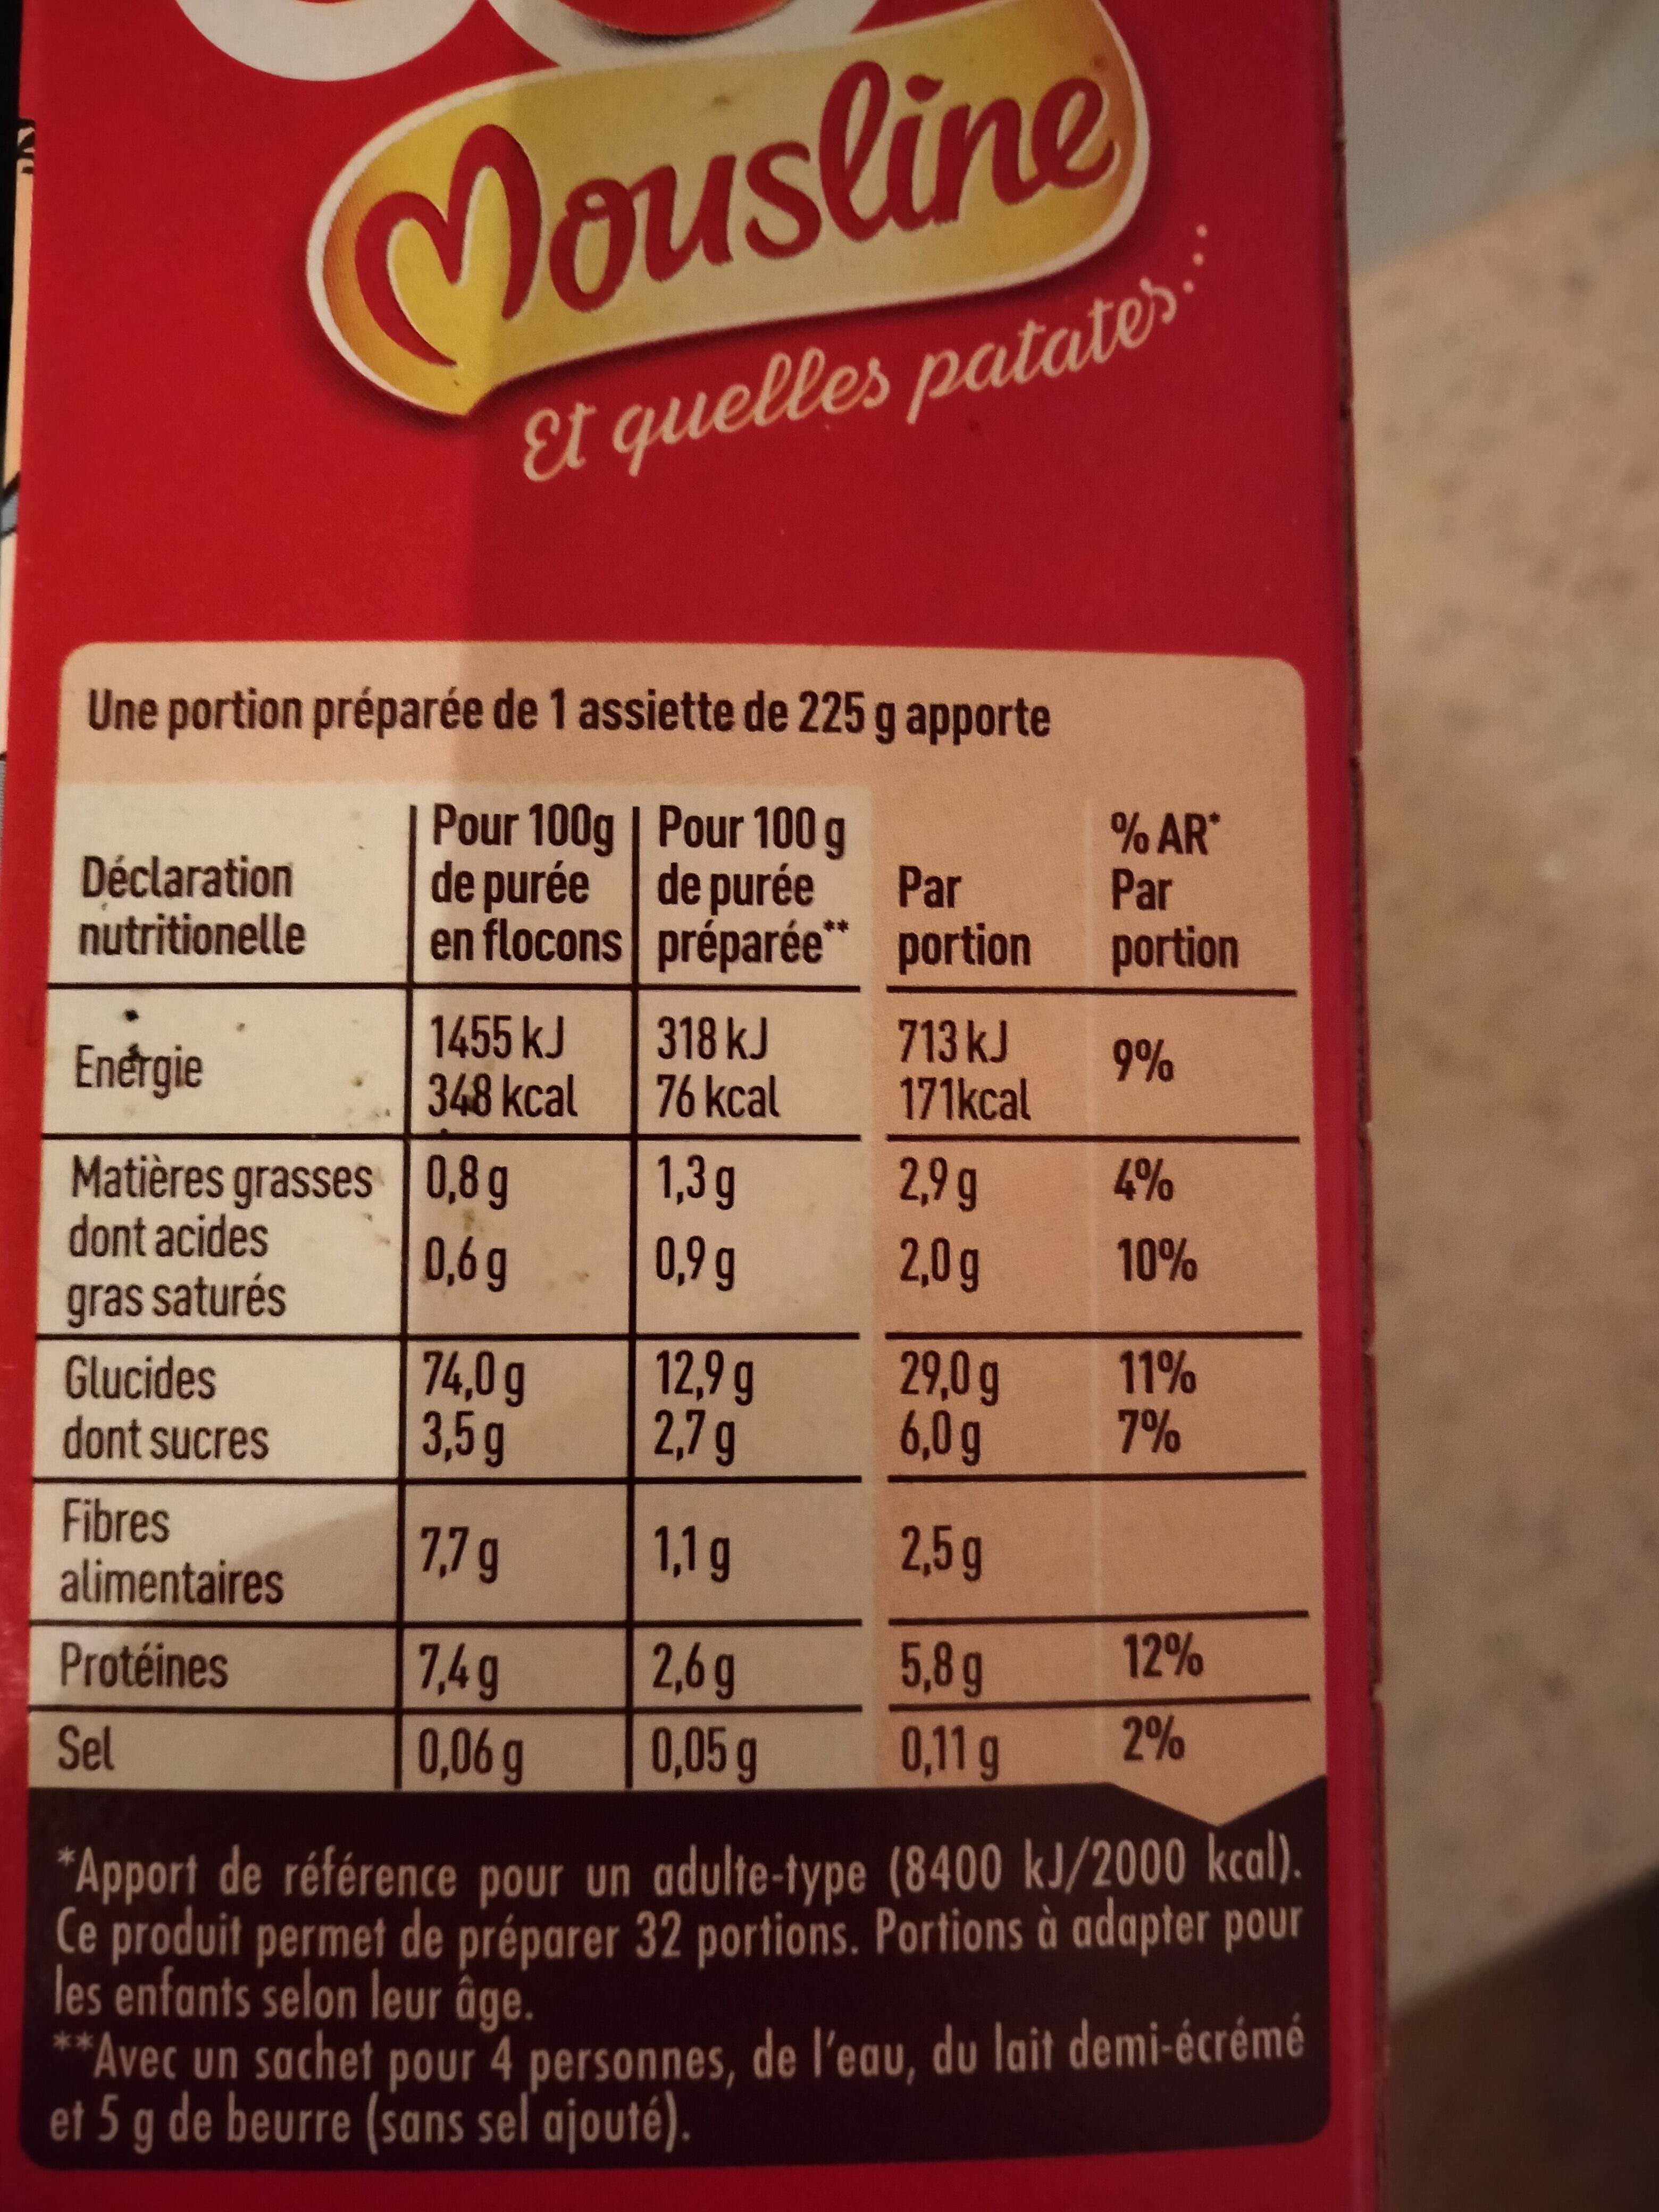 Mousline
Et quelles patates...
Une portion préparée de 1 assiette de 225 g apporte
Déclaration nutritionelle | Pour 100g de purée en flocons | Pour 100 g de purée préparée** | Par portion | % AR* Par portion
Energie | 1455 kJ 348 kcal | 318 kJ 76 kcal | 713 kJ 171kcal | 9%
Matières grasses | 0,8 g | 1,3 g | 2,9 g | 4%
dont acides gras saturés | 0,6 g | 0,9 g | 2,0 g | 10%
Glucides | 74,0 g | 12,9 g | 29,0 g | 11%
dont sucres | 3,5 g | 2,7 g | 6,0 g | 7%
Fibres alimentaires | 7,7 g | 1,1 g | 2,5 g
Protéines | 7,4 g | 2,6 g | 5,8 g | 12%
Sel | 0,06 g | 0,05 g | 0,11 g | 2%
*Apport de référence pour un adulte-type (8400 kJ/2000 kcal).
Ce produit permet de préparer 32 portions. Portions à adapter pour
les enfants selon leur âge.
**Avec un sachet pour 4 personnes, de l'eau, du lait demi-écrémé
et 5 g de beurre (sans sel ajouté).